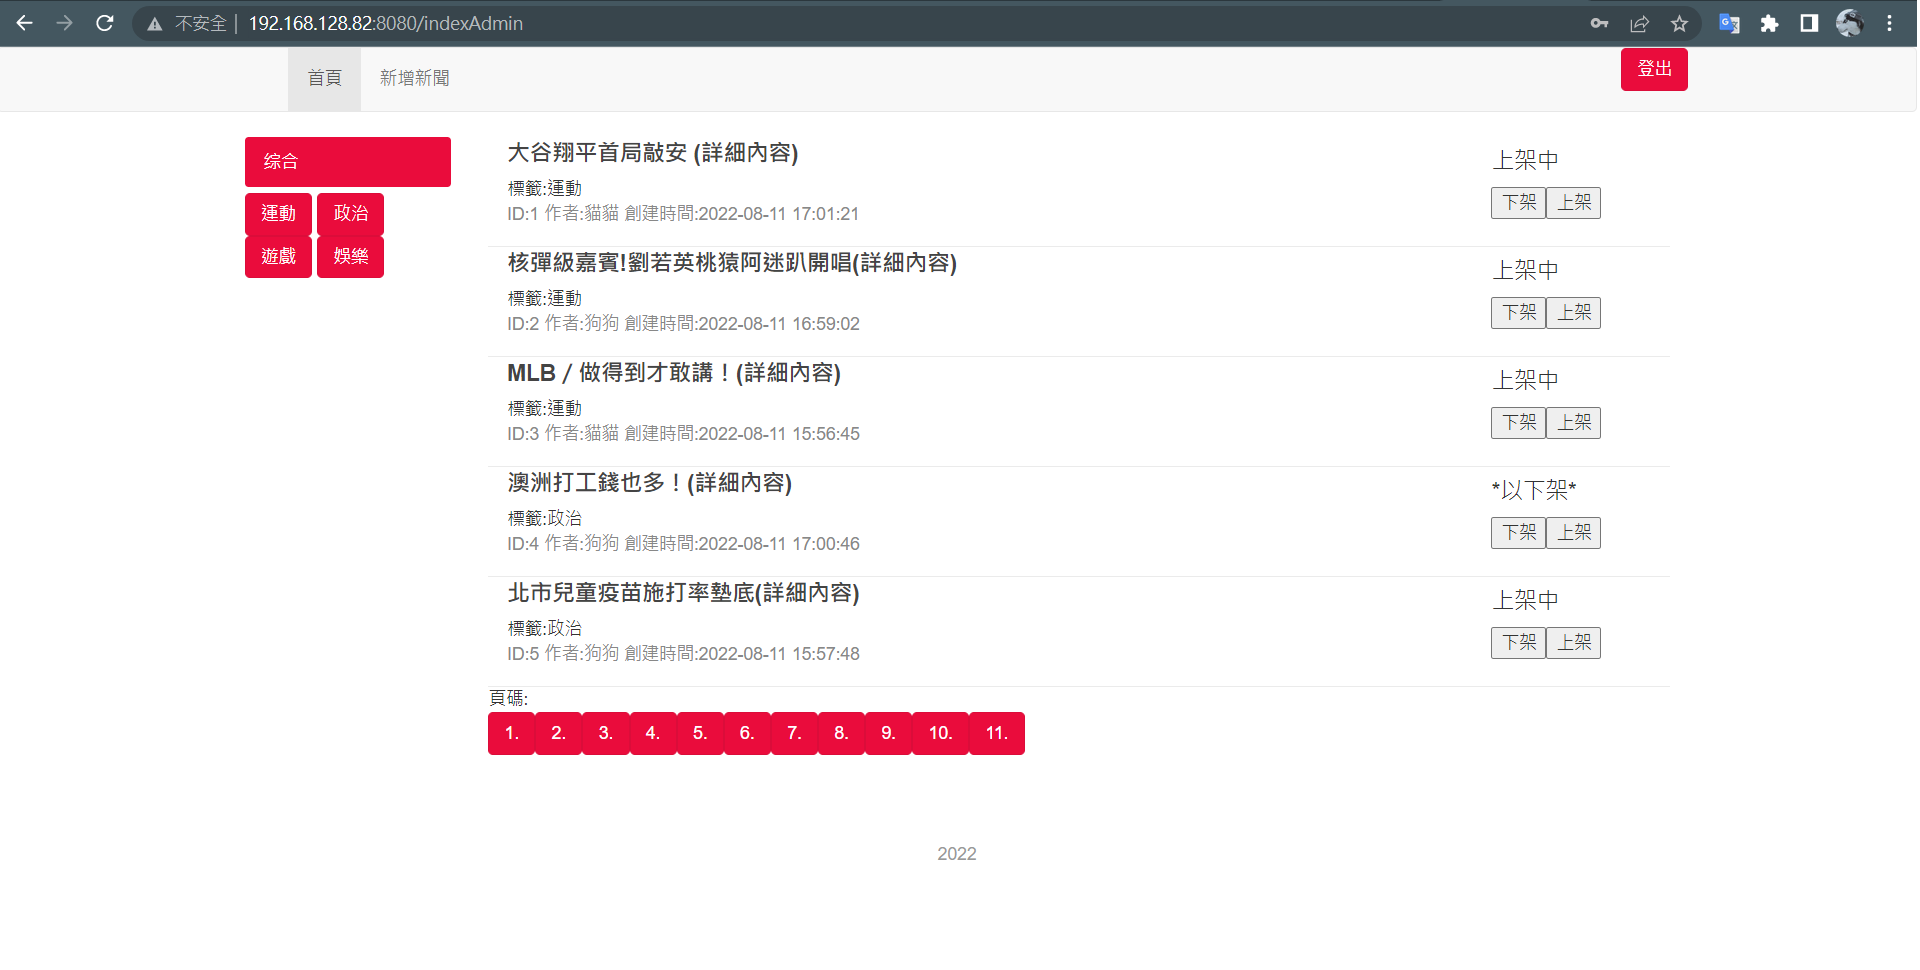 不安全 | 192.168.128.82:8080/indexAdmin
首頁 新增新聞 登出
综合
運動 政治
遊戲 娛樂
大谷翔平首局敲安 (詳細內容)
標籤:運動
ID:1 作者:貓貓 創建時間:2022-08-11 17:01:21
上架中
下架 上架
核彈級嘉賓!劉若英桃猿阿迷趴開唱(詳細內容)
標籤:運動
ID:2 作者:狗狗 創建時間:2022-08-11 16:59:02
上架中
下架 上架
MLB / 做得到才敢講！(詳細內容)
標籤:運動
ID:3 作者:貓貓 創建時間:2022-08-11 15:56:45
上架中
下架 上架
澳洲打工錢也多！(詳細內容)
標籤:政治
ID:4 作者:狗狗 創建時間:2022-08-11 17:00:46
*以下架*
下架 上架
北市兒童疫苗施打率墊底(詳細內容)
標籤:政治
ID:5 作者:狗狗 創建時間:2022-08-11 15:57:48
上架中
下架 上架
頁碼:
1. 2. 3. 4. 5. 6. 7. 8. 9. 10. 11.
2022